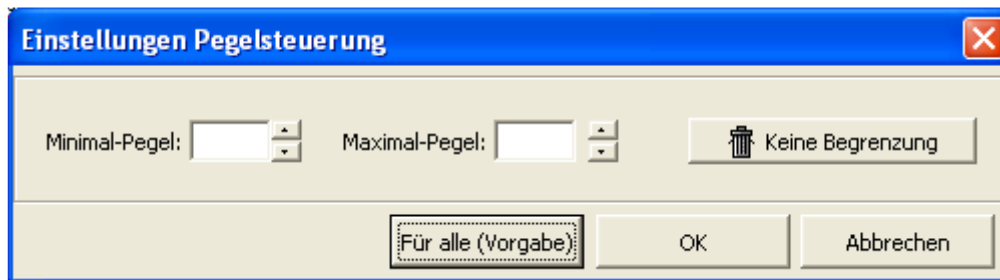 Einstellungen Pegelsteuerung
Minimal-Pegel: Maximal-Pegel: Keine Begrenzung
Für alle (Vorgabe) OK Abbrechen